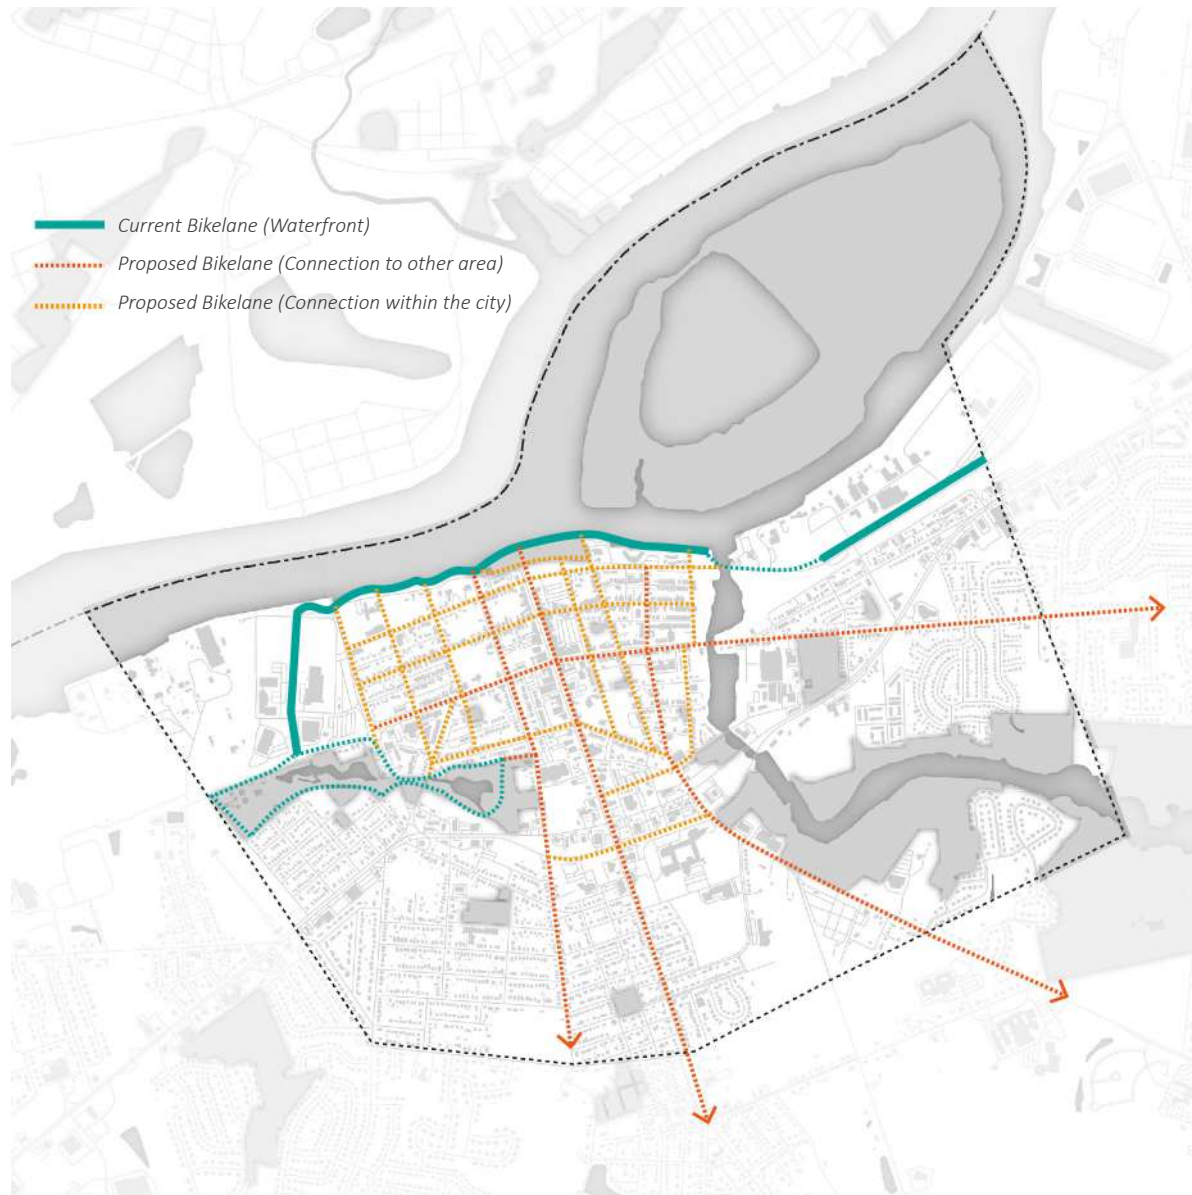 Current Bikelane (Waterfront)
Proposed Bikelane (Connection to other area)
Proposed Bikelane (Connection within the city)